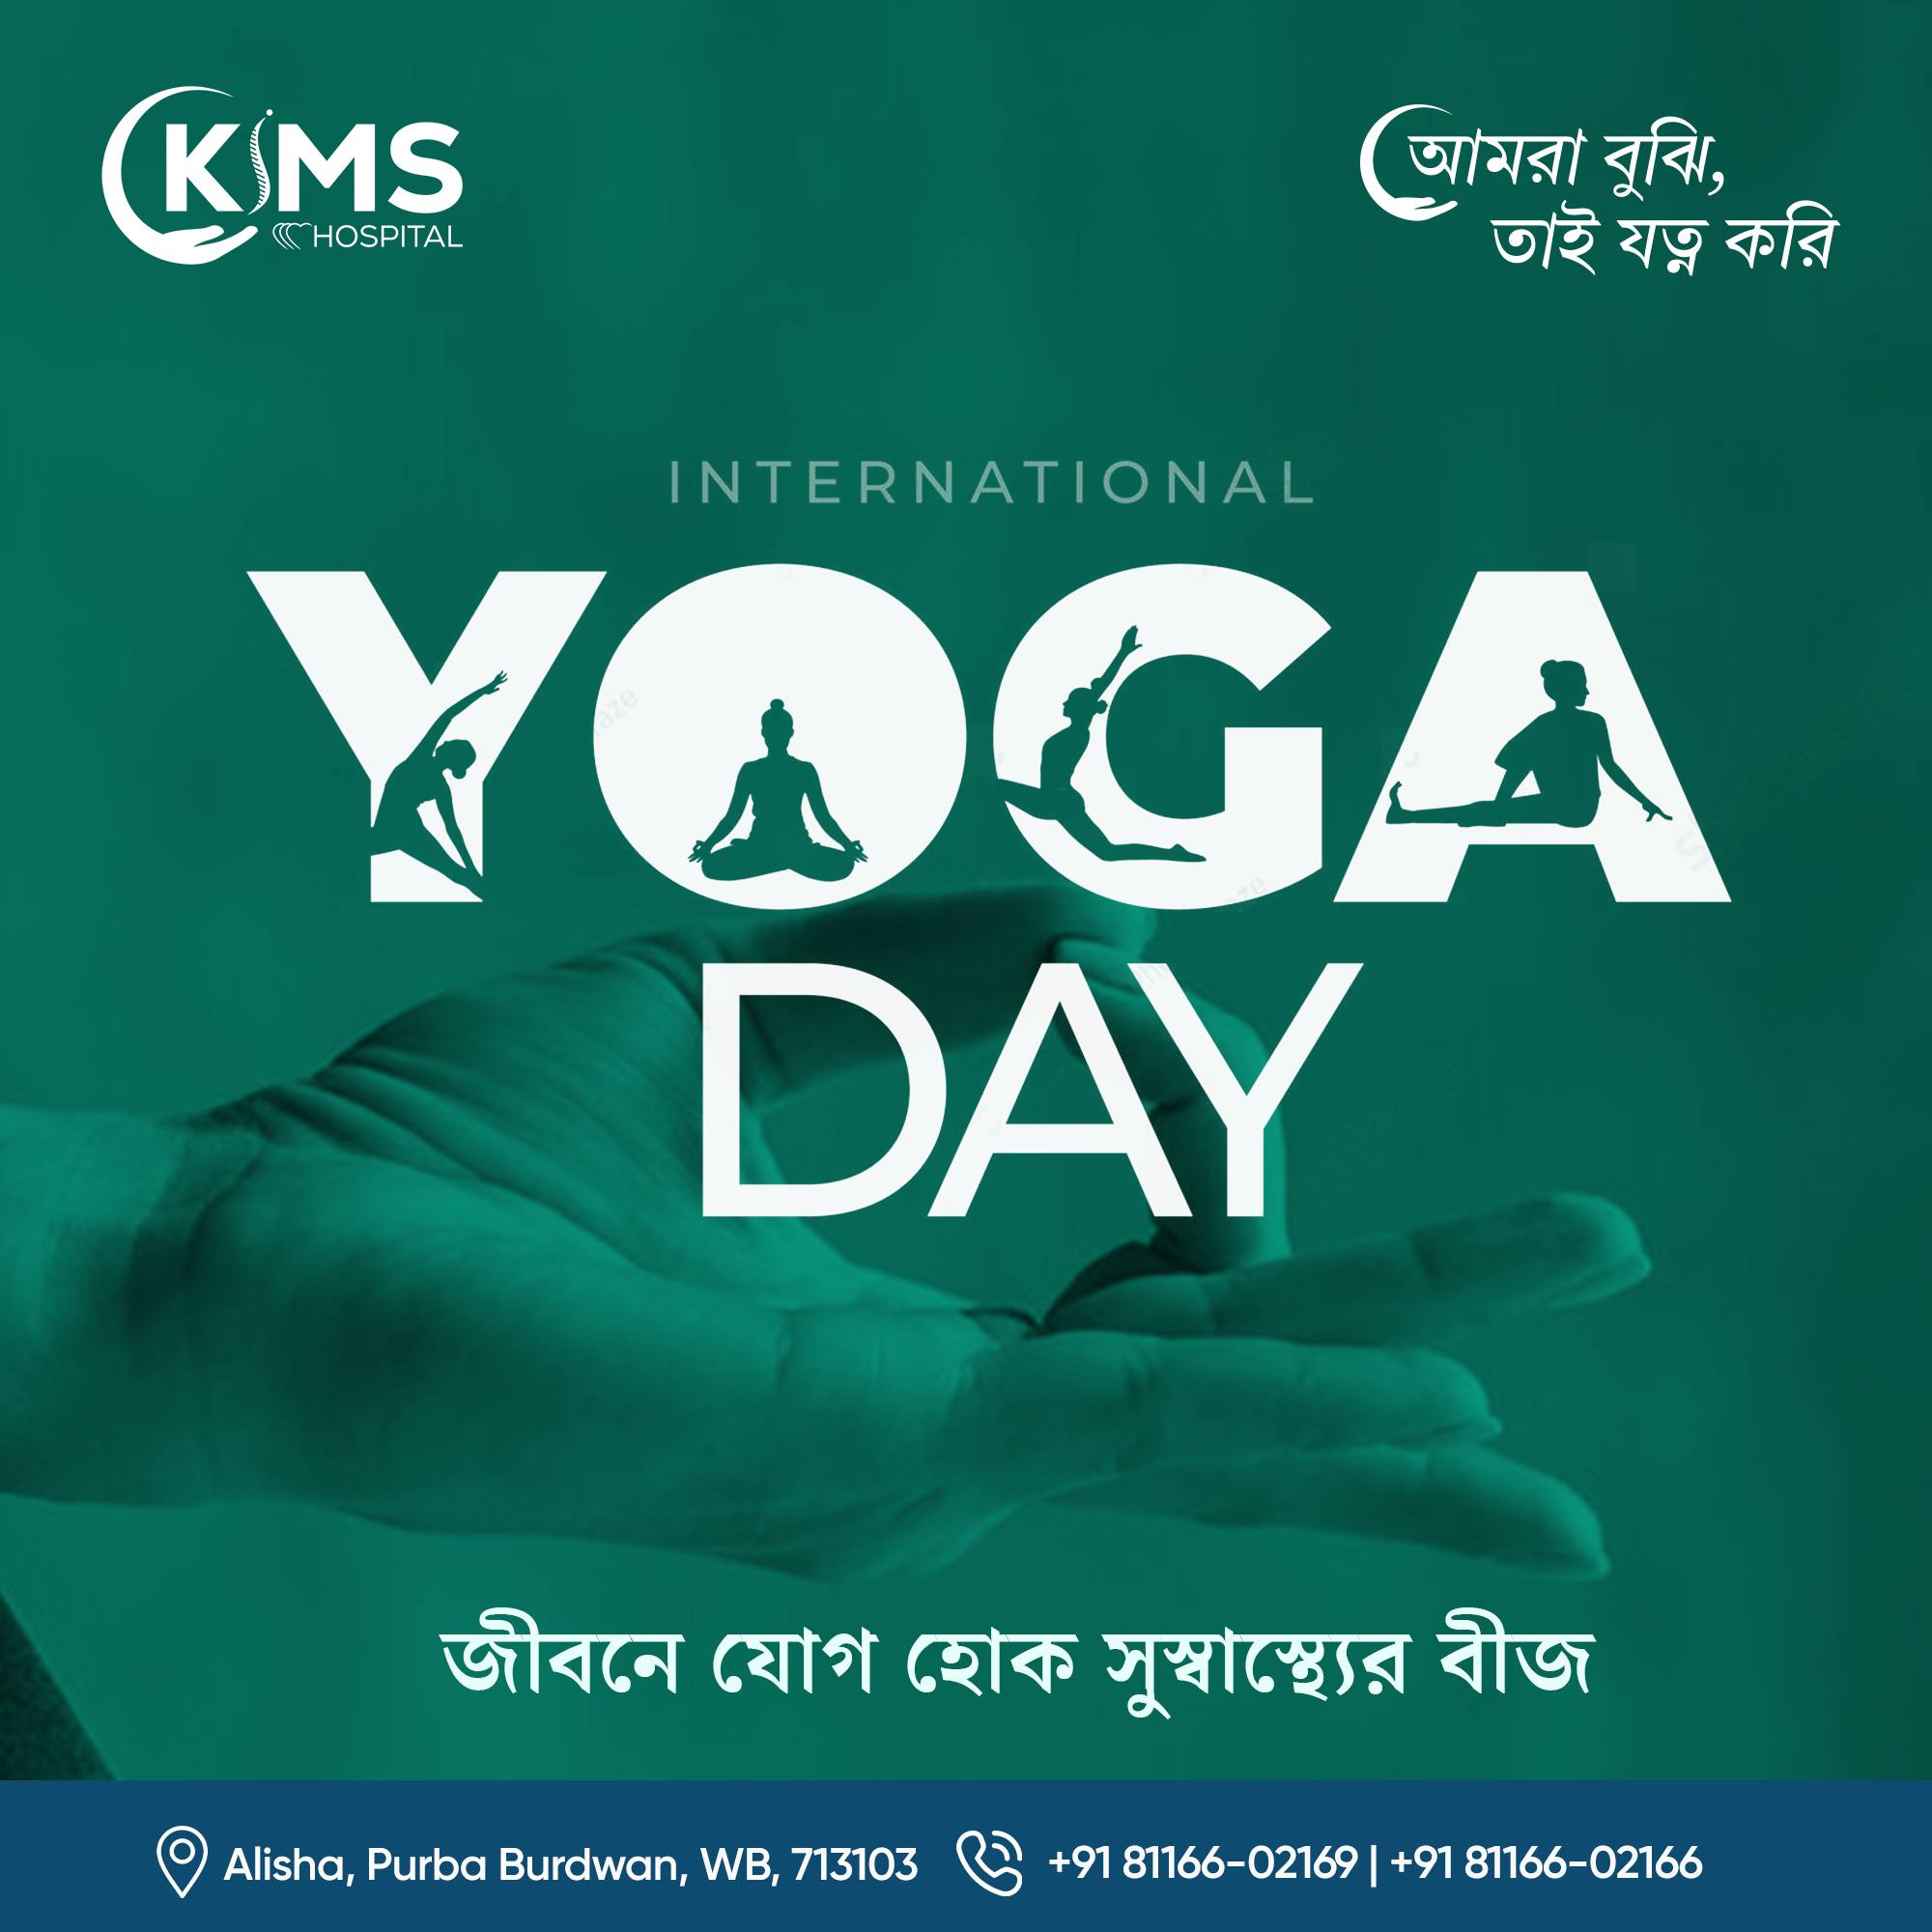 KIMS
HOSPITAL
আমরা বুঝি,
তাই যত্ন করি
INTERNATIONAL
YOGA
DAY
জীবনে যোগ হোক সুস্বাস্থ্যের বীজ
Alisha, Purba Burdwan, WB, 713103
+91 81166-02169 | +91 81166-02166